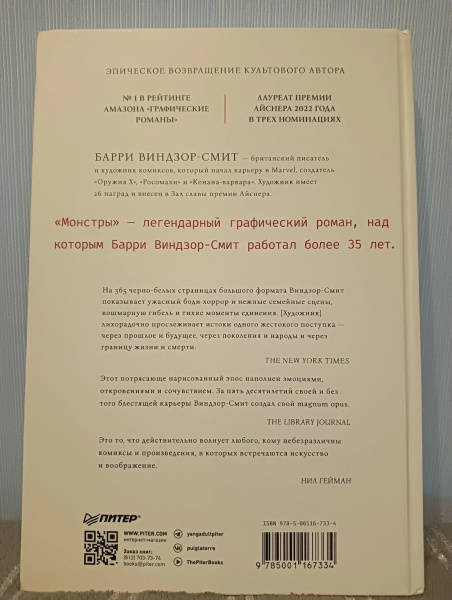 ЭПИЧЕСКОЕ ВОЗВРАЩЕНИЕ КУЛЬТОВОГО АВТОРА
№ 1 В РЕЙТИНГЕ
АМАЗОНА «ГРАФИЧЕСКИЕ
РОМАНЫ»
ЛАУРЕАТ ПРЕМИИ
АЙСНЕРА 2022 ГОДА
В ТРЕХ НОМИНАЦИЯХ
БАРРИ ВИНДЗОР-СМИТ — британский писатель
и художник комиксов, который начал карьеру в Marvel, создатель
«Оружия X», «Росомахи» и «Конана-варвара». Художник имеет
26 наград и внесен в Зал славы премии Айснера.
«Монстры» — легендарный графический роман, над
которым Барри Виндзор-Смит работал более 35 лет.
На 365 черно-белых страницах большого формата Виндзор-Смит
показывает ужасный боди-хоррор и нежные семейные сцены,
кошмарную гибель и тихие моменты единения. [Художник]
лихорадочно прослеживает истоки одного жестокого поступка —
через прошлое и будущее, через поколения и народы и через
границу жизни и смерти.
THE NEW YORK TIMES
Этот потрясающе нарисованный эпос наполнен эмоциями,
откровениями и сочувствием. За пять десятилетий своей и без
того блестящей карьеры Виндзор-Смит создал свой magnum opus.
THE LIBRARY JOURNAL
Это то, что действительно волнует любого, кому небезразличны
комиксы и произведения, в которых встречаются искусство
и воображение.
НИЛ ГЕЙМАН
ПИТЕР
WWW.PITER.COM
интернет-магазин
Заказ книг:
(812) 703-73-74
books@piter.com
yangadultpiter
puiglaterre
ThePiterBooks
ISBN 978-5-00116-733-4
9 785001 167334